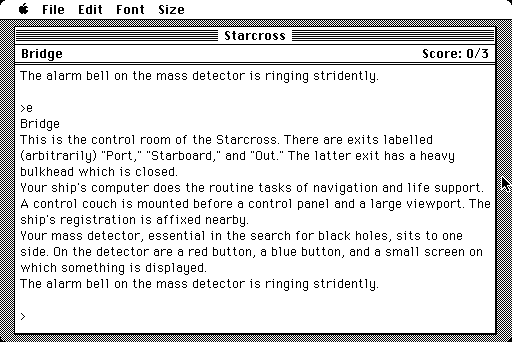 File Edit Font Size
Starcross
Bridge Score: 0/3
The alarm bell on the mass detector is ringing stridently.
>e
Bridge
This is the control room of the Starcross. There are exits labelled
(arbitrarily) "Port," "Starboard," and "Out." The latter exit has a heavy
bulkhead which is closed.
Your ship's computer does the routine tasks of navigation and life support.
A control couch is mounted before a control panel and a large viewport. The
ship's registration is affixed nearby.
Your mass detector, essential in the search for black holes, sits to one
side. On the detector are a red button, a blue button, and a small screen on
which something is displayed.
The alarm bell on the mass detector is ringing stridently.
>